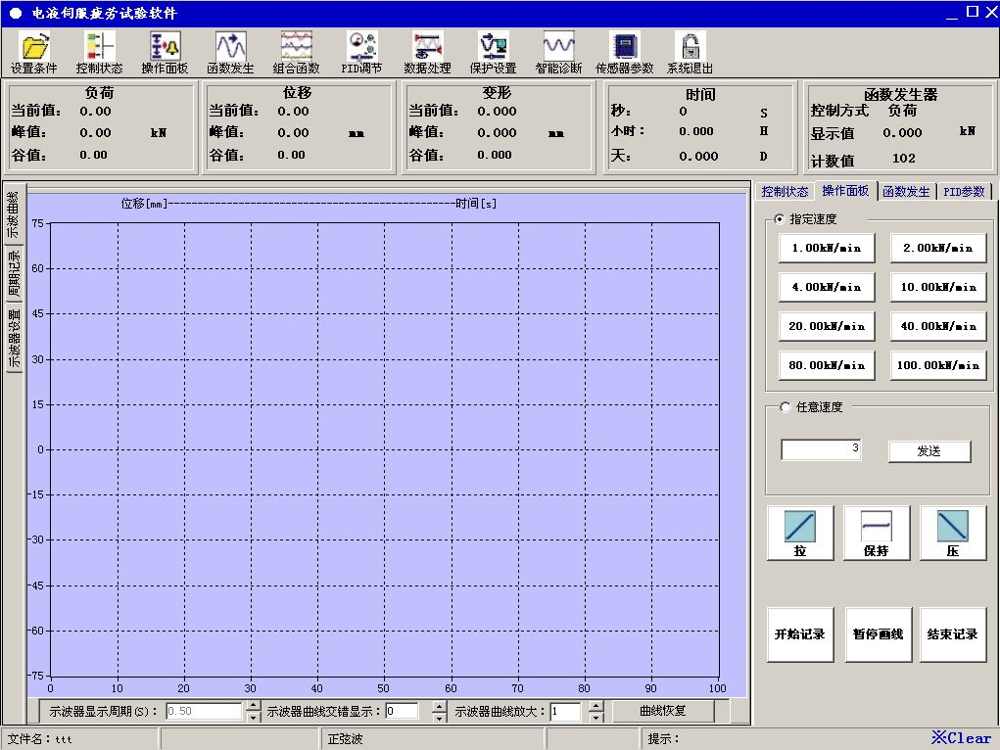 电液伺服疲劳试验软件
设置条件 控制状态 操作面板 函数发生 组合函数 PID调节 数据处理 保护设置 智能诊断 传感器参数 系统退出
负荷
当前值: 0.00
峰值: 0.00 kN
谷值: 0.00
位移
当前值: 0.00
峰值: 0.00 mm
谷值: 0.00
变形
当前值: 0.000
峰值: 0.000 mm
谷值: 0.000
时间
秒: 0 S
小时: 0.000 H
天: 0.000 D
函数发生器
控制方式 负荷
显示值 0.000 kN
计数值 102
示波曲线
周期记录
示波器设置
位移[mm]-----------------------------------------------时间[s]
75
60
45
30
15
0
-15
-30
-45
-60
-75
0 10 20 30 40 50 60 70 80 90 100
示波器显示周期(S): 0.50 示波器曲线交错显示: 0 示波器曲线放大: 1 曲线恢复
控制状态 操作面板 函数发生 PID参数
指定速度
1.00kN/min 2.00kN/min
4.00kN/min 10.00kN/min
20.00kN/min 40.00kN/min
80.00kN/min 100.00kN/min
任意速度
3 发送
拉 保持 压
开始记录 暂停画线 结束记录
文件名: ttt 正弦波 提示: ※Clear